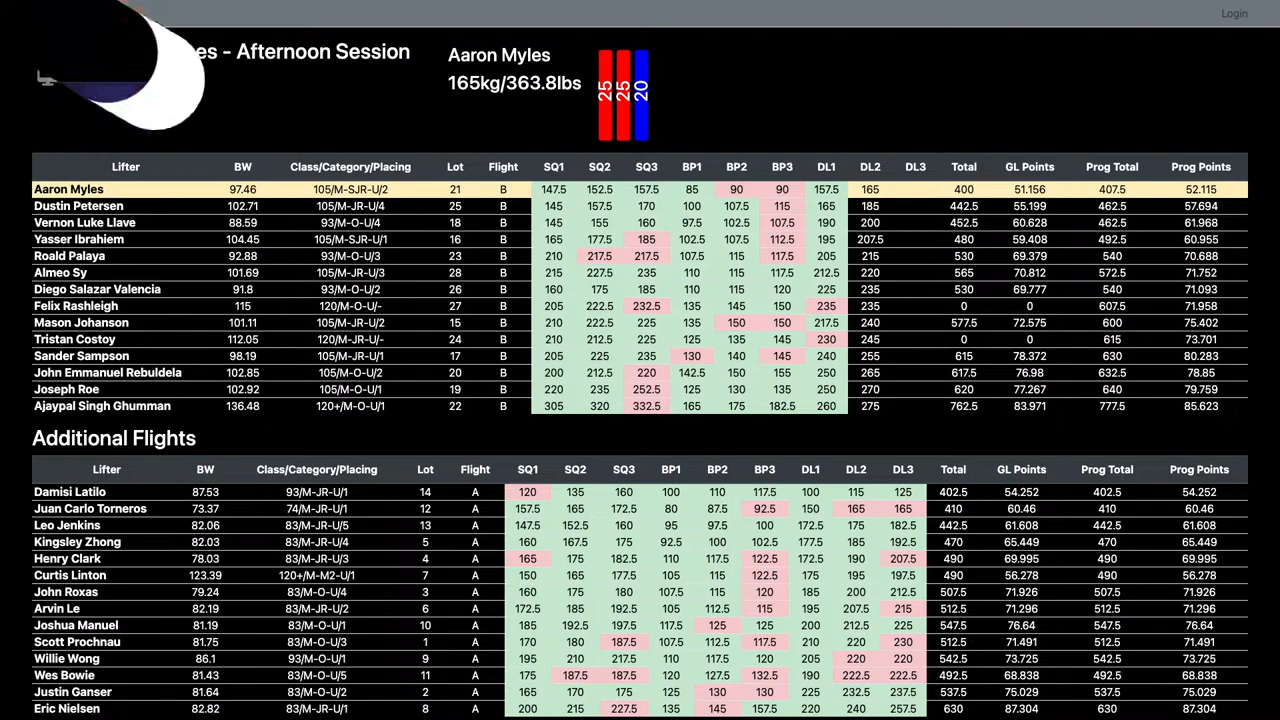 Login
es - Afternoon Session
Aaron Myles
165kg/363.8lbs
25 25 20
Lifter BW Class/Category/Placing Lot Flight SQ1 SQ2 SQ3 BP1 BP2 BP3 DL1 DL2 DL3 Total GL Points Prog Total Prog Points
Aaron Myles 97.46 105/M-SJR-U/2 21 B 147.5 152.5 157.5 85 90 90 157.5 165 400 51.156 407.5 52.115
Dustin Petersen 102.71 105/M-JR-U/4 25 B 145 157.5 170 100 107.5 115 165 185 442.5 55.199 462.5 57.694
Vernon Luke Llave 88.59 93/M-O-U/4 18 B 145 155 160 97.5 102.5 107.5 190 200 452.5 60.628 462.5 61.968
Yasser Ibrahiem 104.45 105/M-SJR-U/1 16 B 165 177.5 185 102.5 107.5 112.5 195 207.5 480 59.408 492.5 60.955
Roald Palaya 92.88 93/M-O-U/3 23 B 210 217.5 217.5 107.5 115 117.5 205 215 530 69.379 540 70.688
Almeo Sy 101.69 105/M-JR-U/3 28 B 215 227.5 235 110 115 117.5 212.5 220 565 70.812 572.5 71.752
Diego Salazar Valencia 91.8 93/M-O-U/2 26 B 160 175 185 110 115 120 225 235 530 69.777 540 71.093
Felix Rashleigh 115 120/M-O-U/- 27 B 205 222.5 232.5 135 145 150 235 235 0 0 607.5 71.958
Mason Johanson 101.11 105/M-JR-U/2 15 B 210 222.5 225 135 150 150 217.5 240 577.5 72.575 600 75.402
Tristan Costoy 112.05 120/M-JR-U/- 24 B 210 212.5 225 125 135 145 230 245 0 0 615 73.701
Sander Sampson 98.19 105/M-JR-U/1 17 B 205 225 235 130 140 145 240 255 615 78.372 630 80.283
John Emmanuel Rebuldela 102.85 105/M-O-U/2 20 B 200 212.5 220 142.5 150 155 250 265 617.5 76.98 632.5 78.85
Joseph Roe 102.92 105/M-O-U/1 19 B 220 235 252.5 125 130 135 250 270 620 77.267 640 79.759
Ajaypal Singh Ghumman 136.48 120+/M-O-U/1 22 B 305 320 332.5 165 175 182.5 260 275 762.5 83.971 777.5 85.623
Additional Flights
Lifter BW Class/Category/Placing Lot Flight SQ1 SQ2 SQ3 BP1 BP2 BP3 DL1 DL2 DL3 Total GL Points Prog Total Prog Points
Damisi Latilo 87.53 93/M-JR-U/1 14 A 120 135 160 100 110 117.5 100 115 125 402.5 54.252 402.5 54.252
Juan Carlo Torneros 73.37 74/M-JR-U/1 12 A 157.5 165 172.5 80 87.5 92.5 150 165 165 410 60.46 410 60.46
Leo Jenkins 82.06 83/M-JR-U/5 13 A 147.5 152.5 160 95 97.5 100 172.5 175 182.5 442.5 61.608 442.5 61.608
Kingsley Zhong 82.03 83/M-JR-U/4 5 A 160 167.5 175 92.5 100 102.5 177.5 185 192.5 470 65.449 470 65.449
Henry Clark 78.03 83/M-JR-U/3 4 A 165 175 182.5 110 117.5 122.5 172.5 190 207.5 490 69.995 490 69.995
Curtis Linton 123.39 120+/M-M2-U/1 7 A 150 165 177.5 105 115 122.5 175 195 197.5 490 56.278 490 56.278
John Roxas 79.24 83/M-O-U/4 3 A 160 175 180 107.5 115 120 185 200 212.5 507.5 71.926 507.5 71.926
Arvin Le 82.19 83/M-JR-U/2 6 A 172.5 185 192.5 105 112.5 115 195 207.5 215 512.5 71.296 512.5 71.296
Joshua Manuel 81.19 83/M-O-U/1 10 A 185 192.5 197.5 117.5 125 125 200 212.5 225 547.5 76.64 547.5 76.64
Scott Prochnau 81.75 83/M-O-U/3 1 A 170 180 187.5 107.5 112.5 117.5 210 220 230 512.5 71.491 512.5 71.491
Willie Wong 86.1 93/M-O-U/1 9 A 195 210 217.5 110 117.5 120 205 220 220 542.5 73.725 542.5 73.725
Wes Bowie 81.43 83/M-O-U/5 11 A 175 187.5 187.5 120 127.5 132.5 190 222.5 222.5 492.5 68.838 492.5 68.838
Justin Ganser 81.64 83/M-O-U/2 2 A 165 170 175 125 130 130 225 232.5 237.5 537.5 75.029 537.5 75.029
Eric Nielsen 82.82 83/M-JR-U/1 8 A 200 215 227.5 135 145 157.5 220 240 257.5 630 87.304 630 87.304